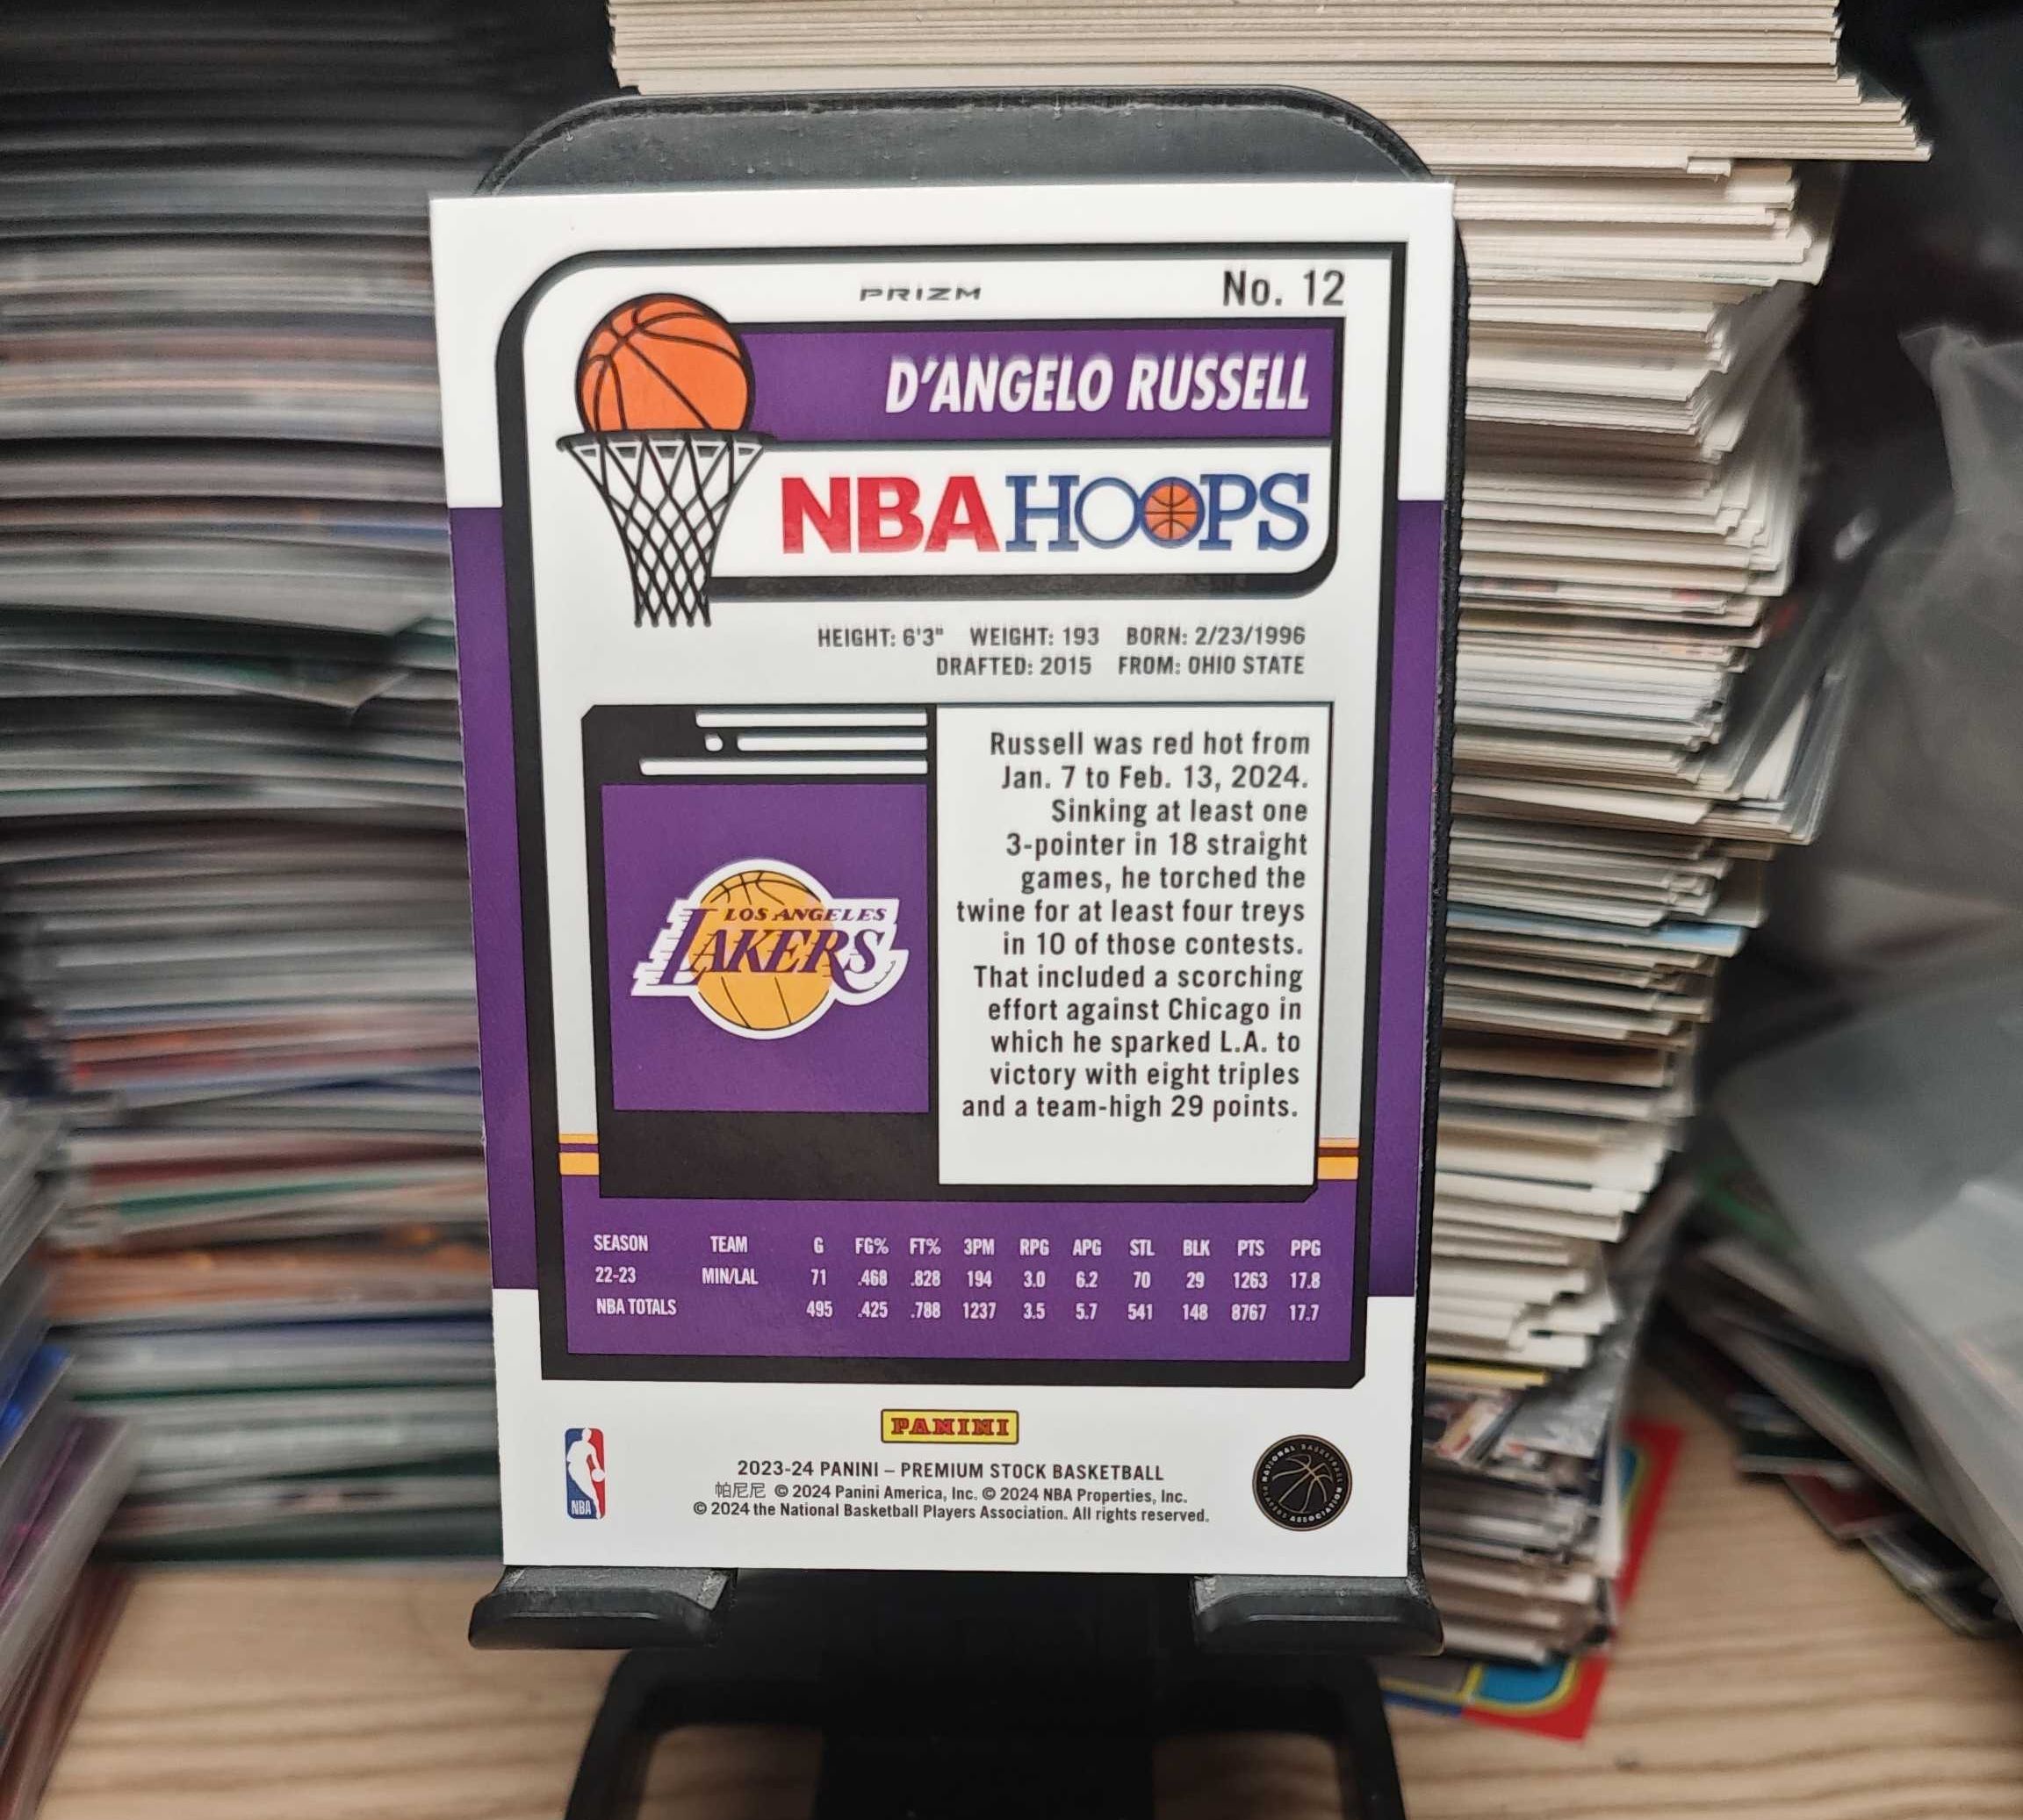 PRIZM
No. 12
D'ANGELO RUSSELL
NBA HOOPS
HEIGHT: 6'3" WEIGHT: 193 BORN: 2/23/1996
DRAFTED: 2015 FROM: OHIO STATE
Russell was red hot from
Jan. 7 to Feb. 13, 2024.
Sinking at least one
3-pointer in 18 straight
games, he torched the
twine for at least four treys
in 10 of those contests.
That included a scorching
effort against Chicago in
which he sparked L.A. to
victory with eight triples
and a team-high 29 points.
LOS ANGELES
LAKERS
SEASON TEAM G FG% FT% 3PM RPG APG STL BLK PTS PPG
22-23 MIN/LAL 71 .468 .828 194 3.0 6.2 70 29 1263 17.8
NBA TOTALS 495 .425 .788 1237 3.5 5.7 541 148 8767 17.7
PANINI
2023-24 PANINI – PREMIUM STOCK BASKETBALL
帕尼尼 © 2024 Panini America, Inc. © 2024 NBA Properties, Inc.
© 2024 the National Basketball Players Association. All rights reserved.
NBA
NATIONAL BASKETBALL PLAYERS ASSOCIATION